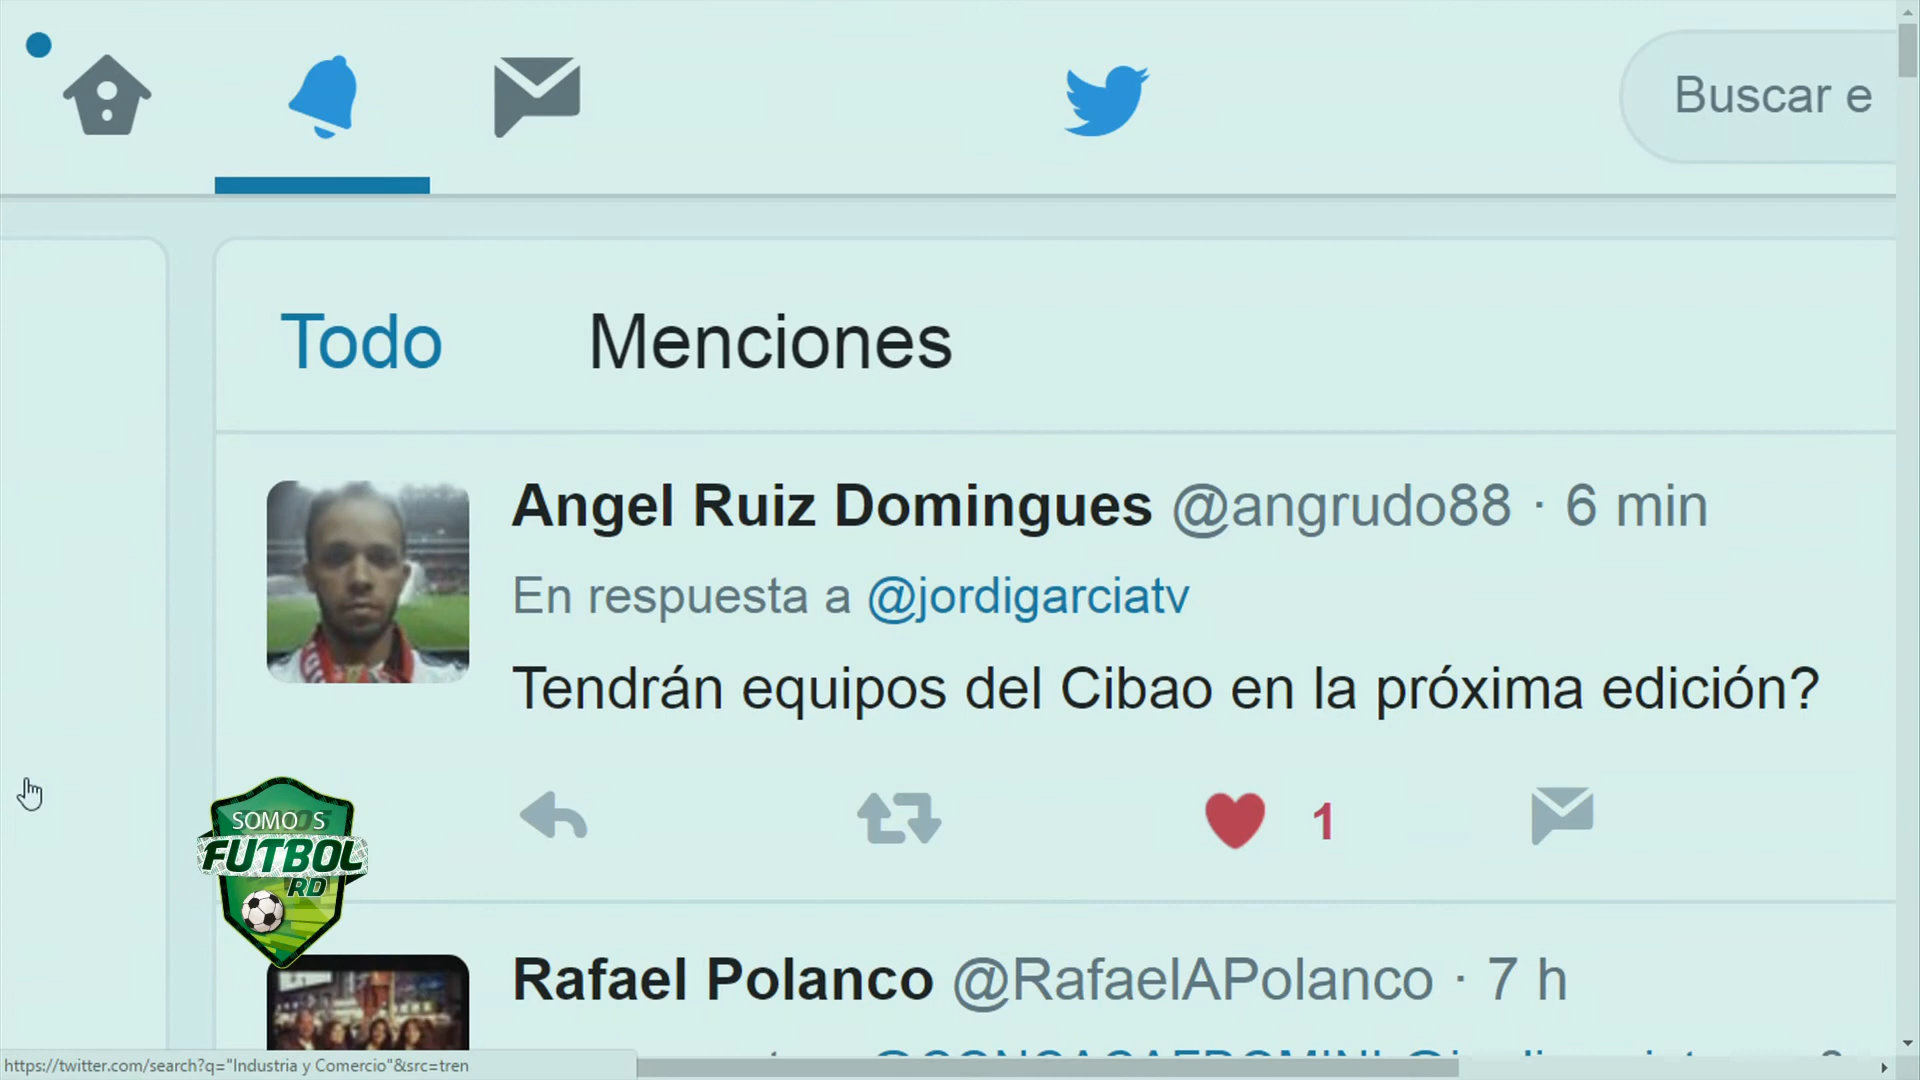 Buscar e
Todo
Menciones
Angel Ruiz Domingues @angrudo88 · 6 min
En respuesta a @jordigarciatv
Tendrán equipos del Cibao en la próxima edición?
1
SOMOS
FUTBOL
RD
Rafael Polanco @RafaelAPolanco · 7 h
https://twitter.com/search?q="Industria y Comercio"&src=tren